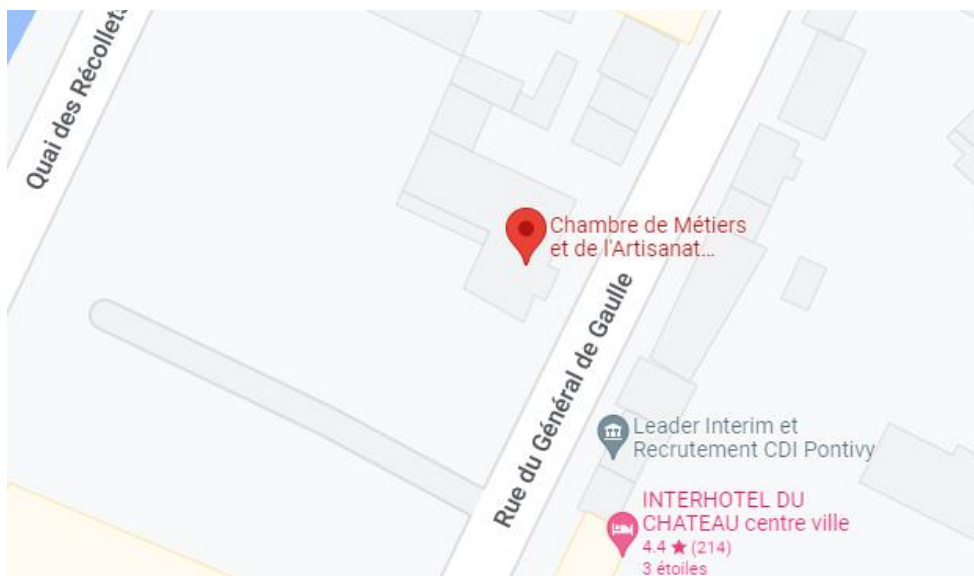 Quai des Récollets
Chambre de Métiers
et de l'Artisanat...
Rue du Général de Gaulle
Leader Interim et
Recrutement CDI Pontivy
INTERHOTEL DU
CHATEAU centre ville
4.4 ★ (214)
3 étoiles